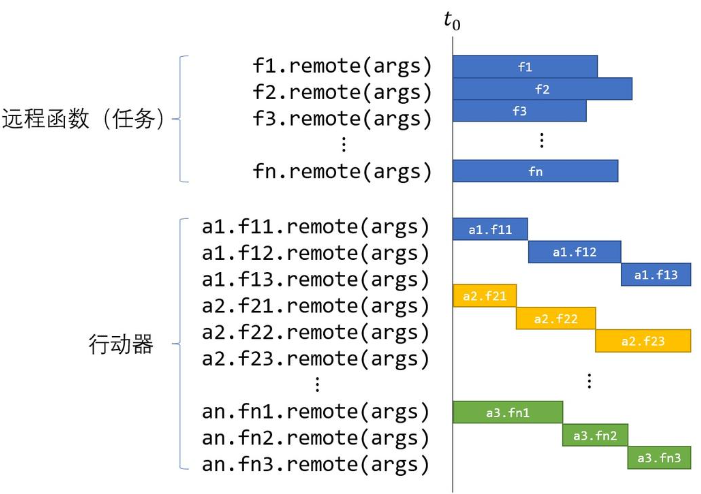 t0
f1.remote(args) f1
f2.remote(args) f2
远程函数（任务） f3.remote(args) f3
⋮ ⋮
fn.remote(args) fn
a1.f11.remote(args) a1.f11
a1.f12.remote(args) a1.f12
a1.f13.remote(args) a1.f13
a2.f21.remote(args) a2.f21
a2.f22.remote(args) a2.f22
行动器 a2.f23.remote(args) a2.f23
⋮ ⋮
an.fn1.remote(args) a3.fn1
an.fn2.remote(args) a3.fn2
an.fn3.remote(args) a3.fn3